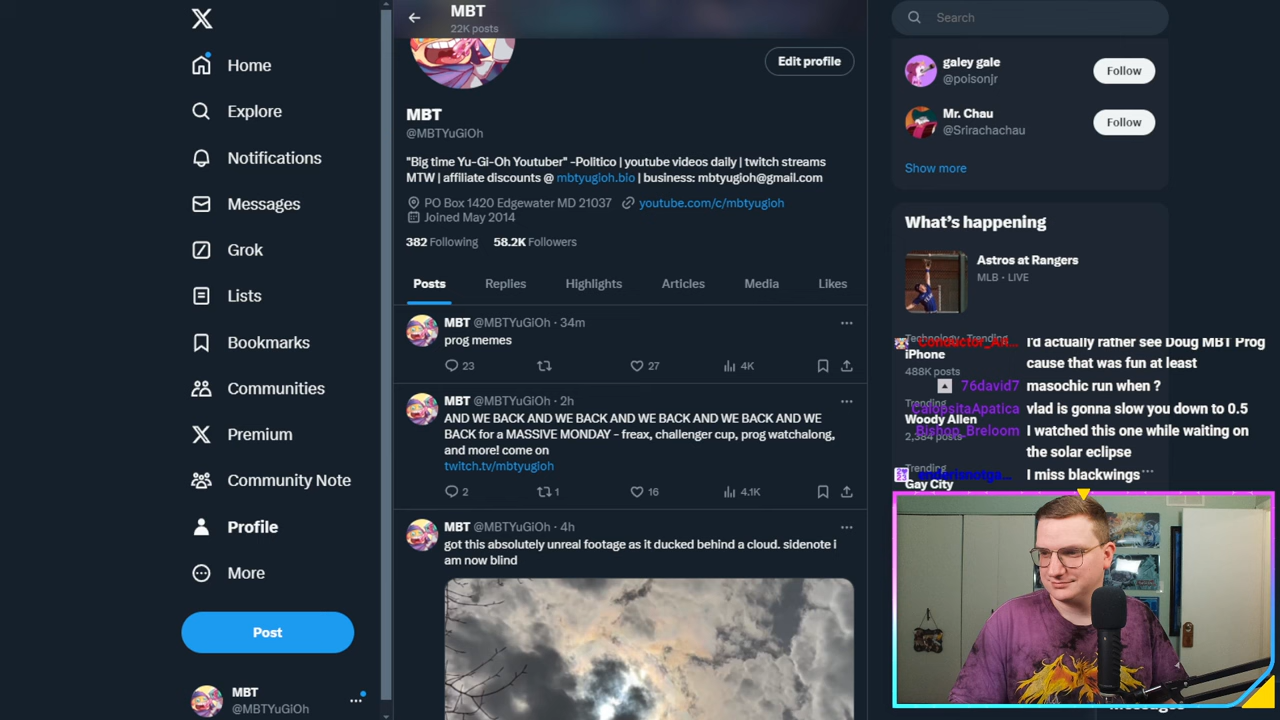 Home
Explore
Notifications
Messages
Grok
Lists
Bookmarks
Communities
Premium
Community Note
Profile
More
Post
MBT
@MBTYuGiOh
MBT
22K posts
Edit profile
MBT
@MBTYuGiOh
"Big time Yu-Gi-Oh Youtuber" -Politico | youtube videos daily | twitch streams
MTW | affiliate discounts @ mbtyugioh.bio | business: mbtyugioh@gmail.com
PO Box 1420 Edgewater MD 21037 youtube.com/c/mbtyugioh
Joined May 2014
382 Following 58.2K Followers
Posts Replies Highlights Articles Media Likes
MBT @MBTYuGiOh · 34m
prog memes
23 27 4K
MBT @MBTYuGiOh · 2h
AND WE BACK AND WE BACK AND WE BACK AND WE BACK AND WE
BACK for a MASSIVE MONDAY - freax, challenger cup, prog watchalong,
and more! come on
twitch.tv/mbtyugioh
2 1 16 4.1K
MBT @MBTYuGiOh · 4h
got this absolutely unreal footage as it ducked behind a cloud. sidenote i
am now blind
Search
galey gale
@poisonjr
Follow
Mr. Chau
@Srirachachau
Follow
Show more
What's happening
Astros at Rangers
MLB · LIVE
Technology · Trending
iPhone
488K posts
Trending
Woody Allen
2,384 posts
Trending
Gay City
I'd actually rather see Doug MBT Prog
cause that was fun at least
76david7 masochic run when ?
CalopsitaApatica vlad is gonna slow you down to 0.5
Bishop_Breloom I watched this one while waiting on
the solar eclipse
I miss blackwings